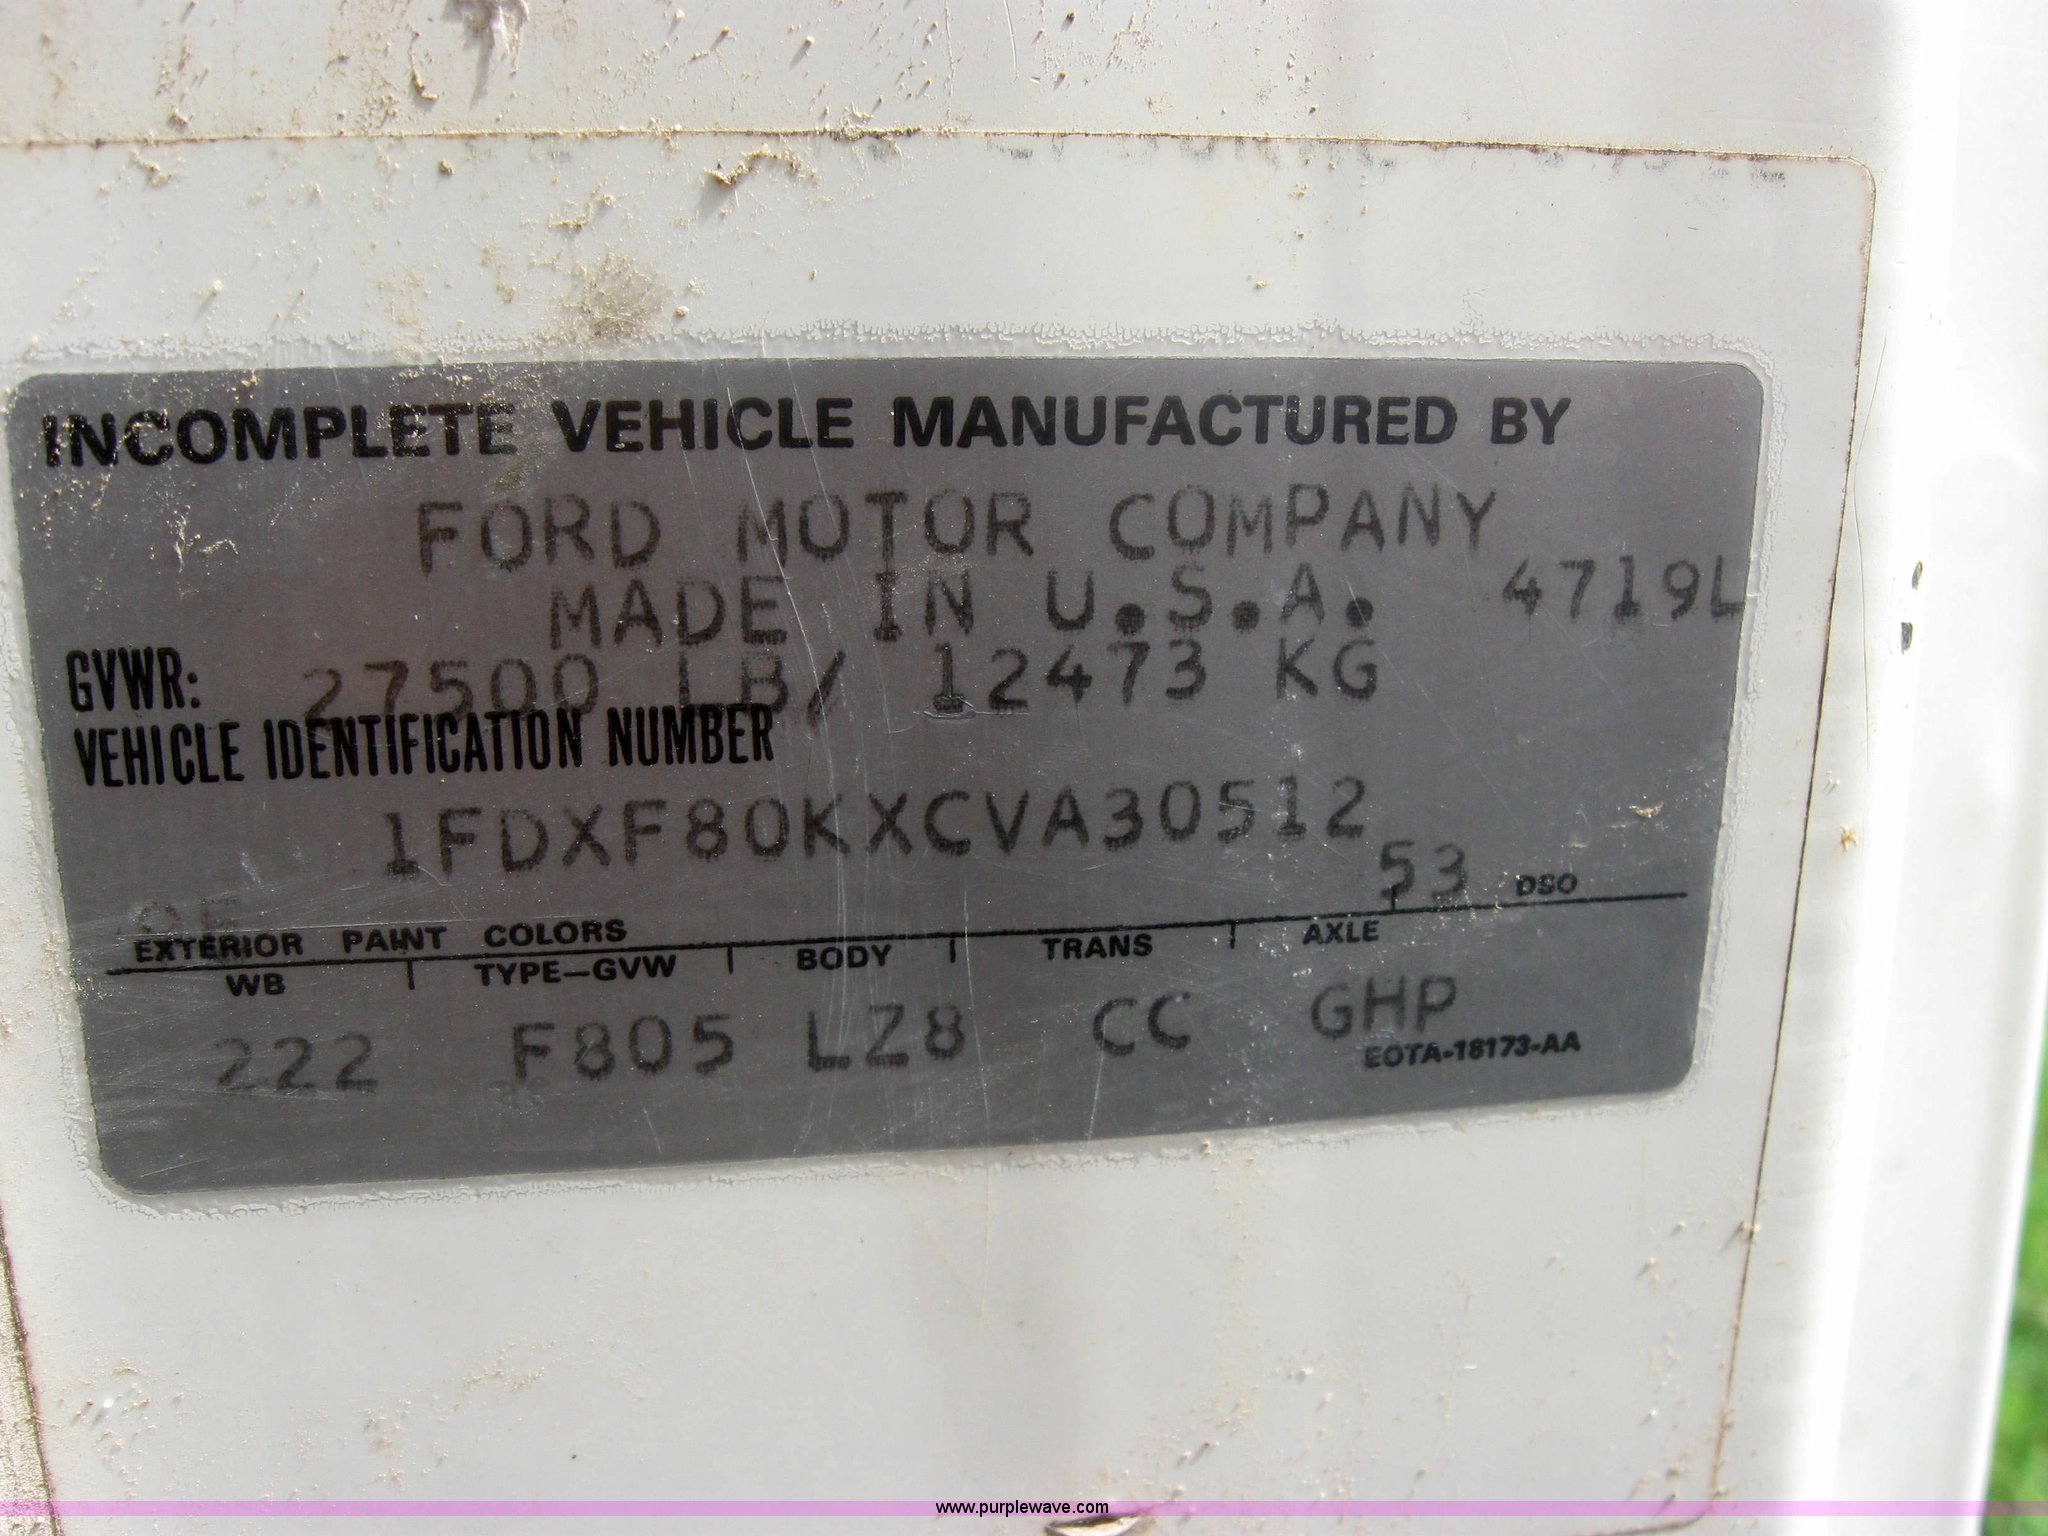 INCOMPLETE VEHICLE MANUFACTURED BY
FORD MOTOR COMPANY
MADE IN U.S.A. 4719L
GVWR: 27500 LB/ 12473 KG
VEHICLE IDENTIFICATION NUMBER
1FDXF80KXCVA30512
53 DSO
EXTERIOR PAINT COLORS
WB TYPE-GVW BODY TRANS AXLE
222 F805 LZ8 CC GHP
EOTA-18173-AA
www.purplewave.com